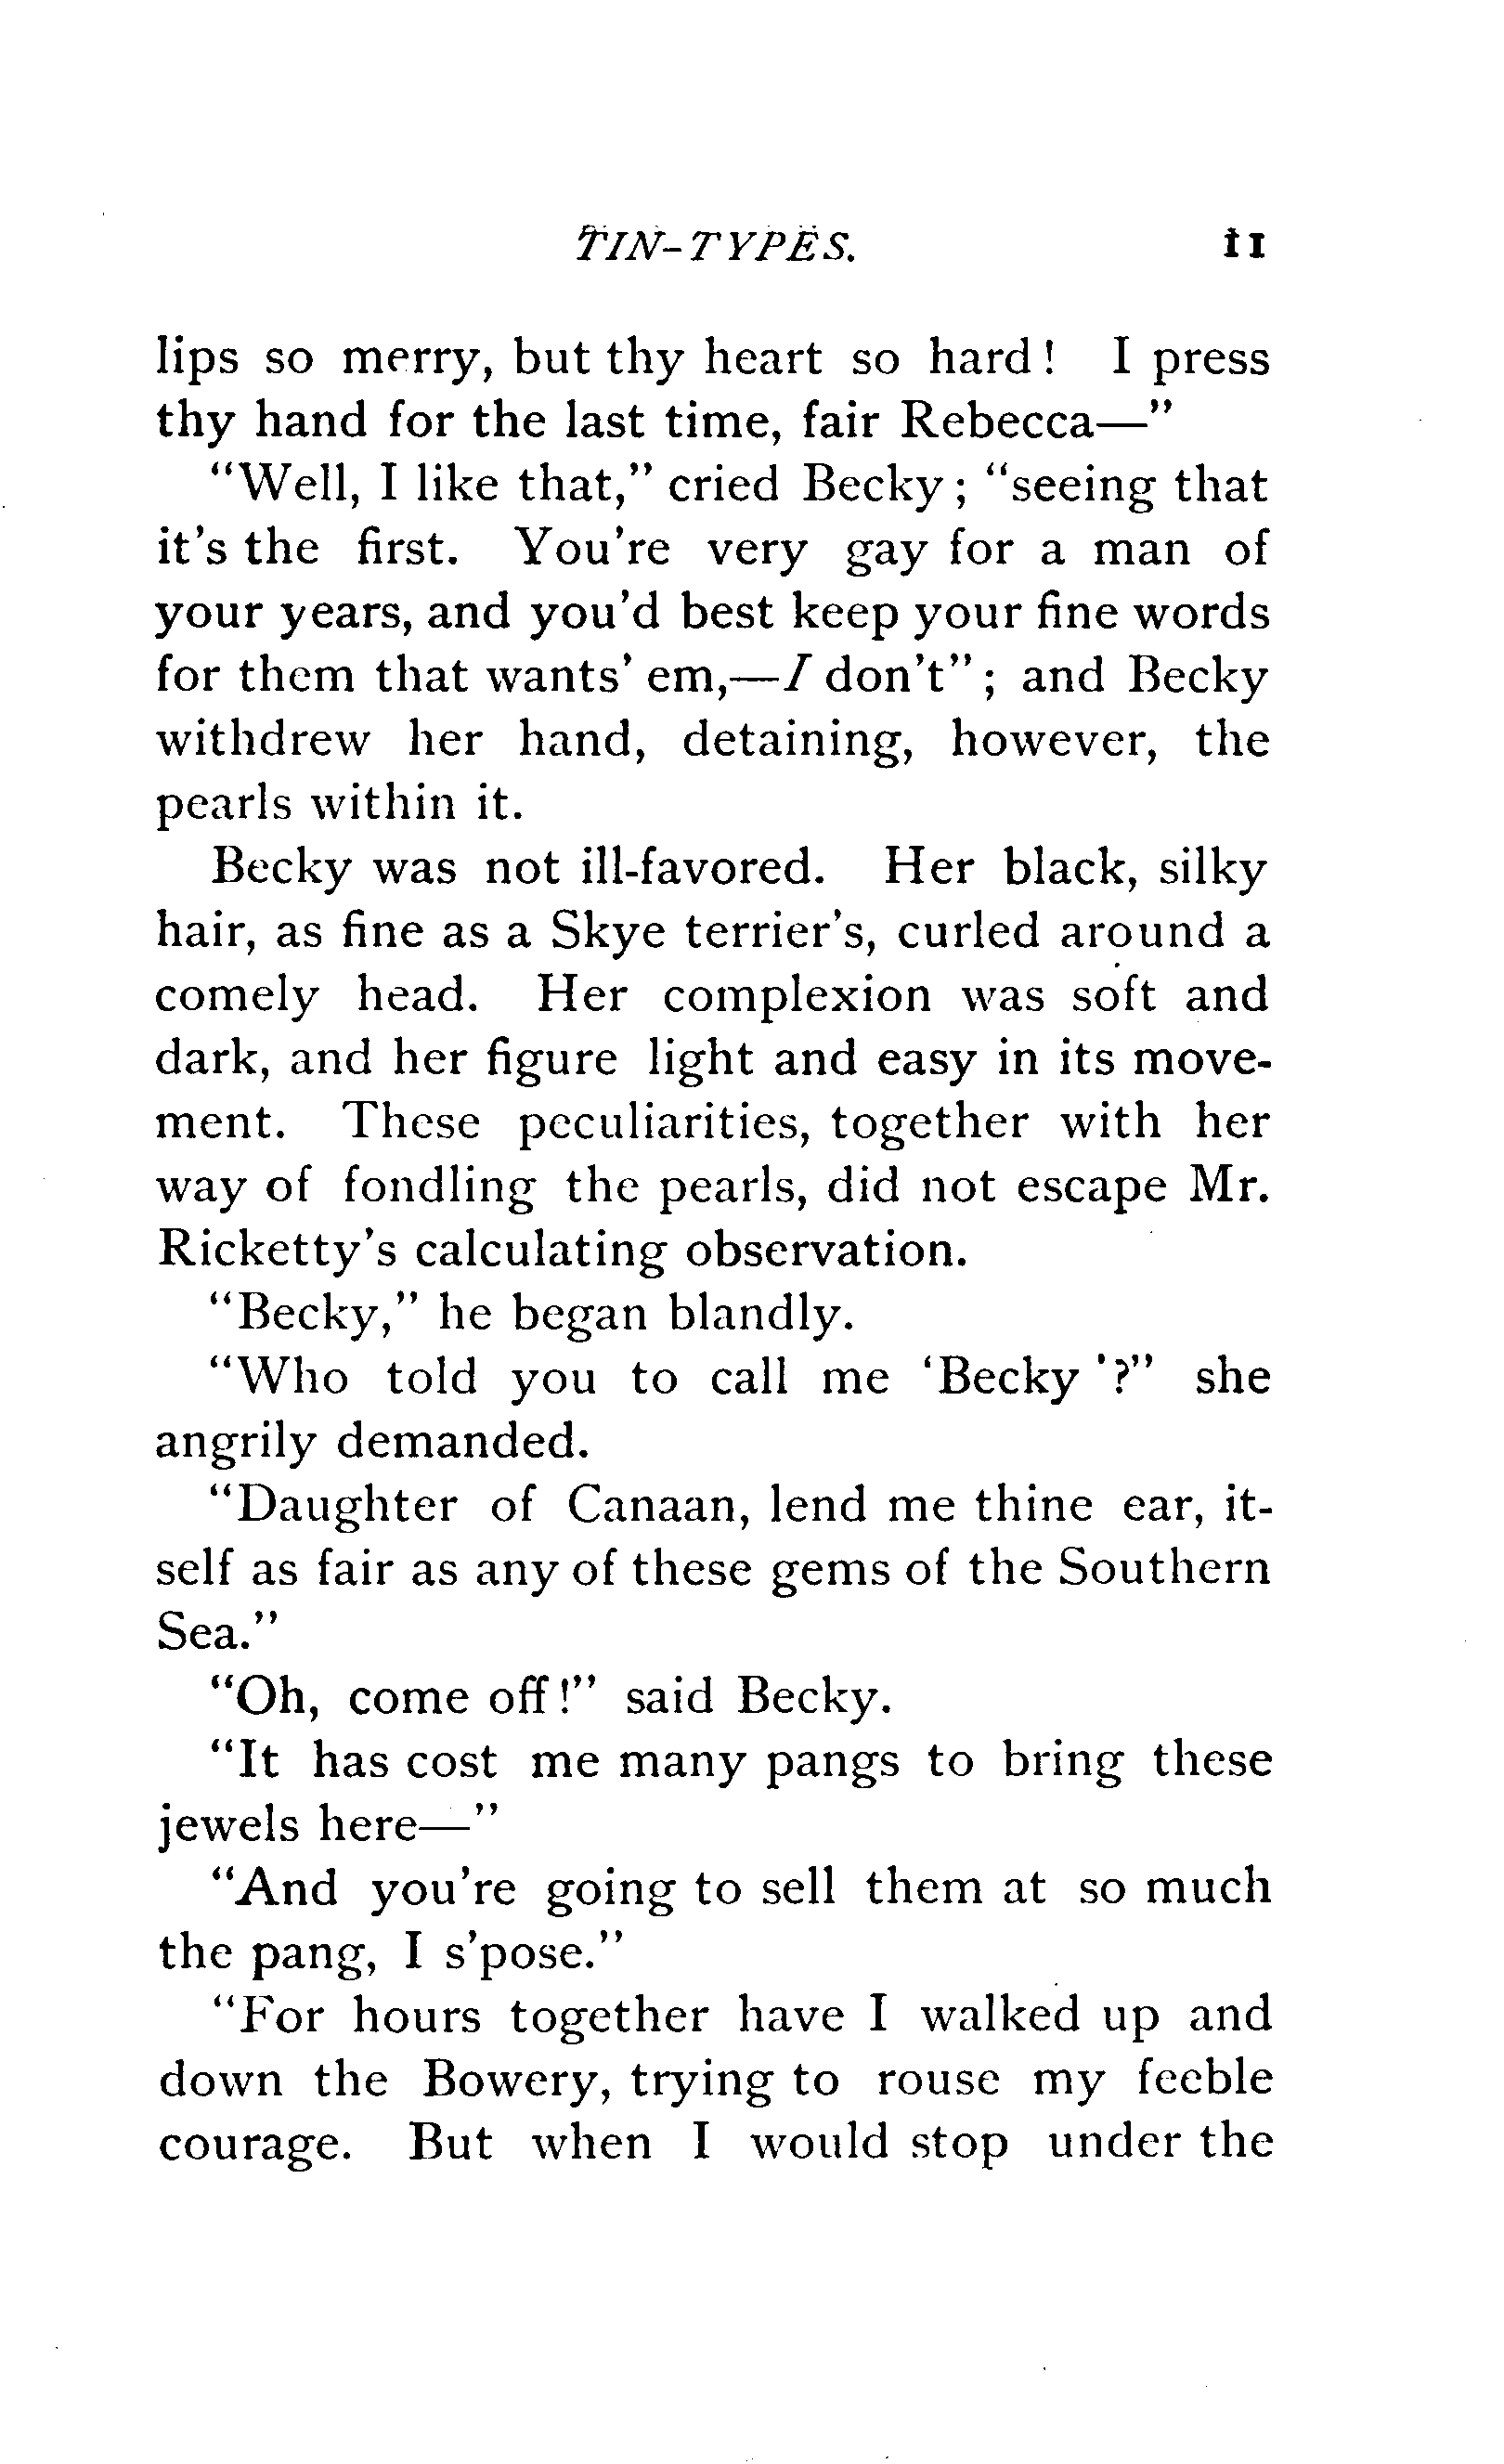 TIN-TYPES. 11
lips so merry, but thy heart so hard! I press
thy hand for the last time, fair Rebecca—"
"Well, I like that," cried Becky; "seeing that
it's the first. You're very gay for a man of
your years, and you'd best keep your fine words
for them that wants' em,—I don't"; and Becky
withdrew her hand, detaining, however, the
pearls within it.
Becky was not ill-favored. Her black, silky
hair, as fine as a Skye terrier's, curled around a
comely head. Her complexion was soft and
dark, and her figure light and easy in its move-
ment. These peculiarities, together with her
way of fondling the pearls, did not escape Mr.
Ricketty's calculating observation.
"Becky," he began blandly.
"Who told you to call me 'Becky'?" she
angrily demanded.
"Daughter of Canaan, lend me thine ear, it-
self as fair as any of these gems of the Southern
Sea."
"Oh, come off!" said Becky.
"It has cost me many pangs to bring these
jewels here—"
"And you're going to sell them at so much
the pang, I s'pose."
"For hours together have I walked up and
down the Bowery, trying to rouse my feeble
courage. But when I would stop under the